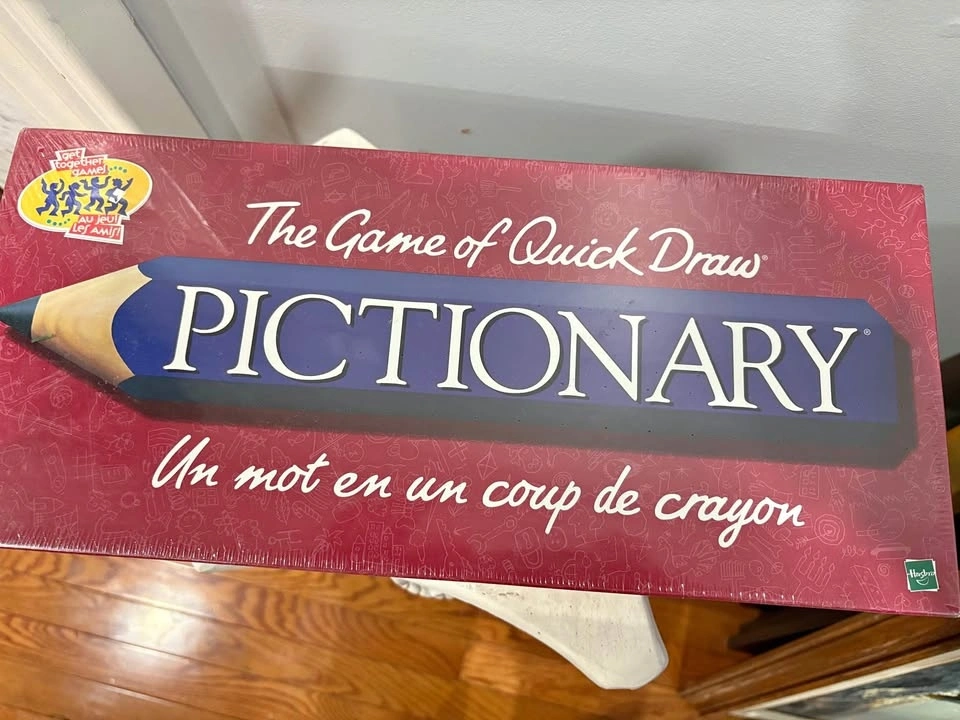 get
together
games
AU JEU!
LES AMIS!
The Game of Quick Draw®
PICTIONARY®
Un mot en un coup de crayon
Hasbro